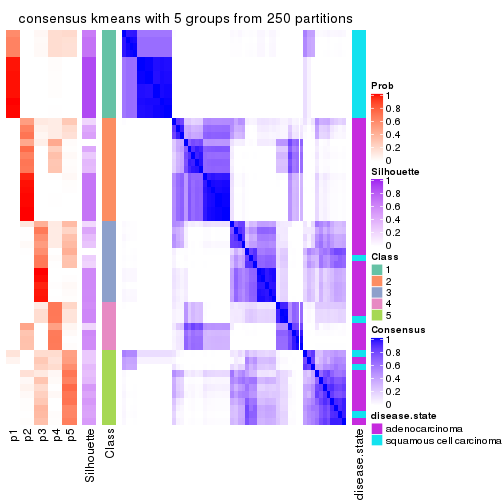 consensus kmeans with 5 groups from 250 partitions
Prob
1
0.8
0.6
0.4
0.2
0
Silhouette
1
0.8
0.6
0.4
0.2
0
Class
1
2
3
4
5
Consensus
1
0.8
0.6
0.4
0.2
0
disease.state
adenocarcinoma
squamous cell carcinoma
p1
p2
p3
p4
p5
Silhouette
Class
disease.state